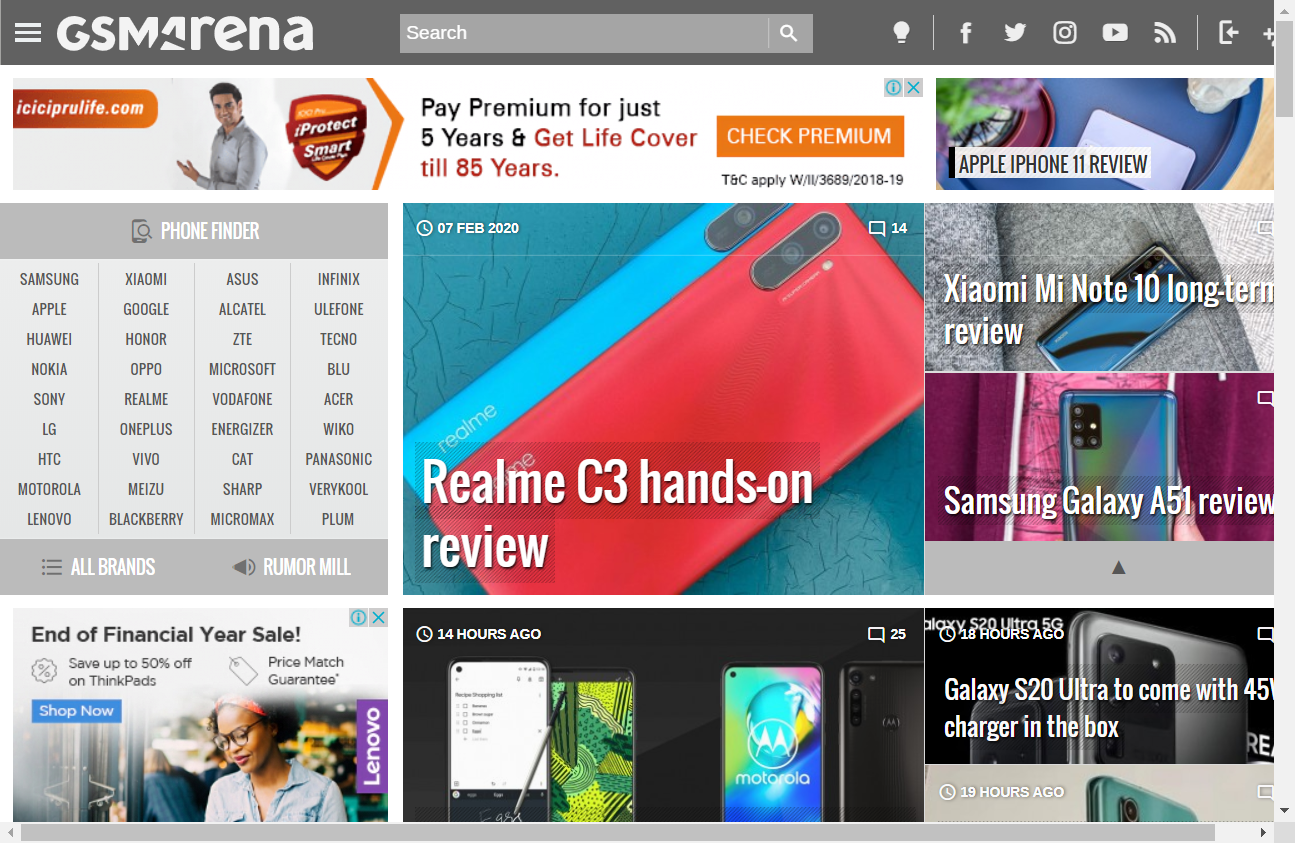 GSMArena
Search
iciciprulife.com
iProtect
Smart
Pay Premium for just
5 Years & Get Life Cover
till 85 Years.
CHECK PREMIUM
T&C apply W/II/3689/2018-19
APPLE IPHONE 11 REVIEW
PHONE FINDER
SAMSUNG XIAOMI ASUS INFINIX
APPLE GOOGLE ALCATEL ULEFONE
HUAWEI HONOR ZTE TECNO
NOKIA OPPO MICROSOFT BLU
SONY REALME VODAFONE ACER
LG ONEPLUS ENERGIZER WIKO
HTC VIVO CAT PANASONIC
MOTOROLA MEIZU SHARP VERYKOOL
LENOVO BLACKBERRY MICROMAX PLUM
ALL BRANDS RUMOR MILL
07 FEB 2020 14
realme
realme
Realme C3 hands-on
review
Xiaomi Mi Note 10 long-term
review
Samsung Galaxy A51 review
End of Financial Year Sale!
Save up to 50% off
on ThinkPads
Price Match
Guarantee*
Shop Now
Lenovo
14 HOURS AGO 25
Recipe Shopping list
motorola
Galaxy S20 Ultra 5G
18 HOURS AGO
Galaxy S20 Ultra to come with 45W
charger in the box
19 HOURS AGO